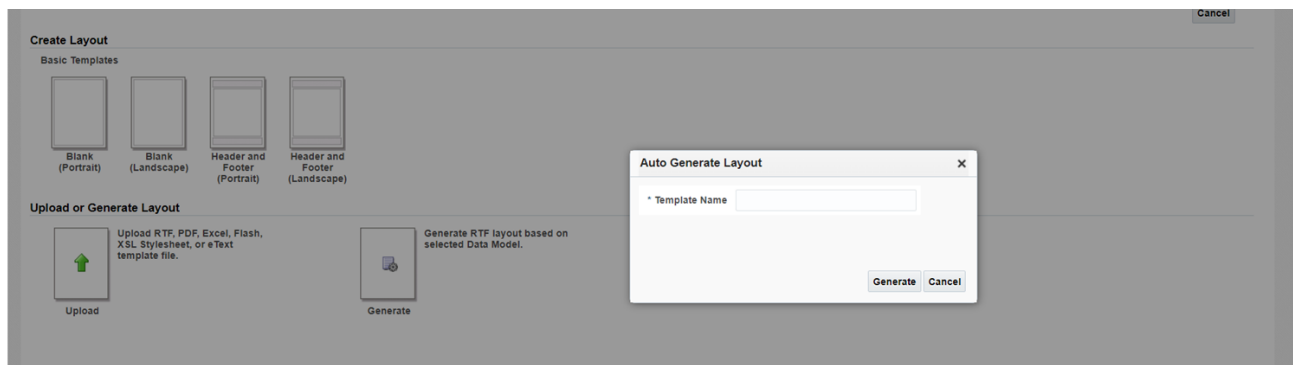 Cancel
Create Layout
Basic Templates
Blank
(Portrait)
Blank
(Landscape)
Header and
Footer
(Portrait)
Header and
Footer
(Landscape)
Upload or Generate Layout
Upload RTF, PDF, Excel, Flash,
XSL Stylesheet, or eText
template file.
Upload
Generate RTF layout based on
selected Data Model.
Generate
Auto Generate Layout
* Template Name
Generate Cancel